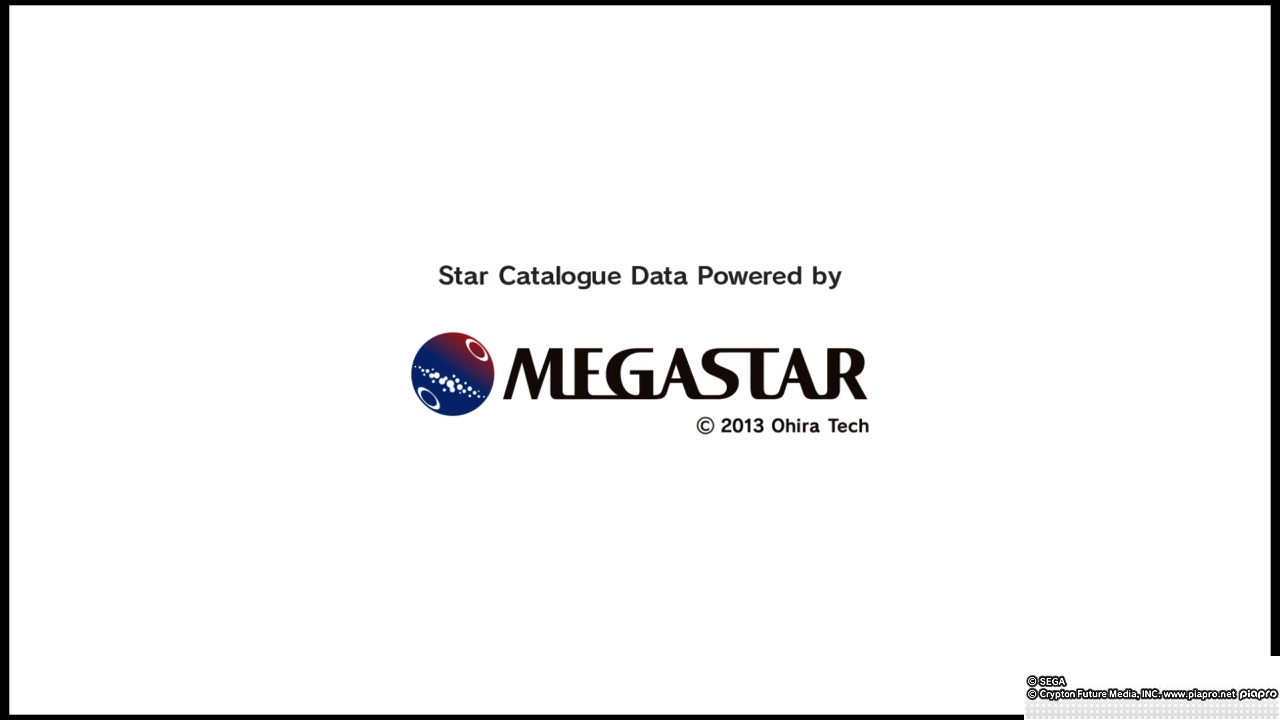 Star Catalogue Data Powered by
MEGASTAR
© 2013 Ohira Tech
© SEGA
© Crypton Future Media, INC. www.piapro.net piapro